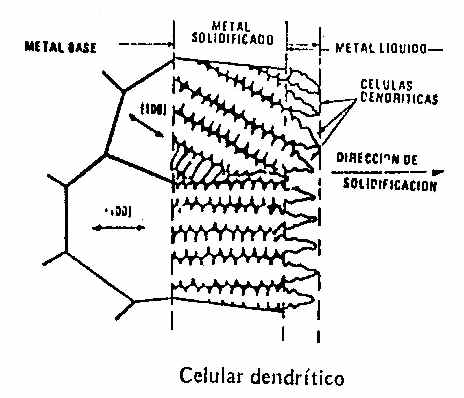 METAL BASE
METAL
SOLIDIFICADO
METAL LIQUIDO
CELULAS
DENDRITICAS
[100]
DIRECCION DE
SOLIDIFICACION
Celular dendrítico